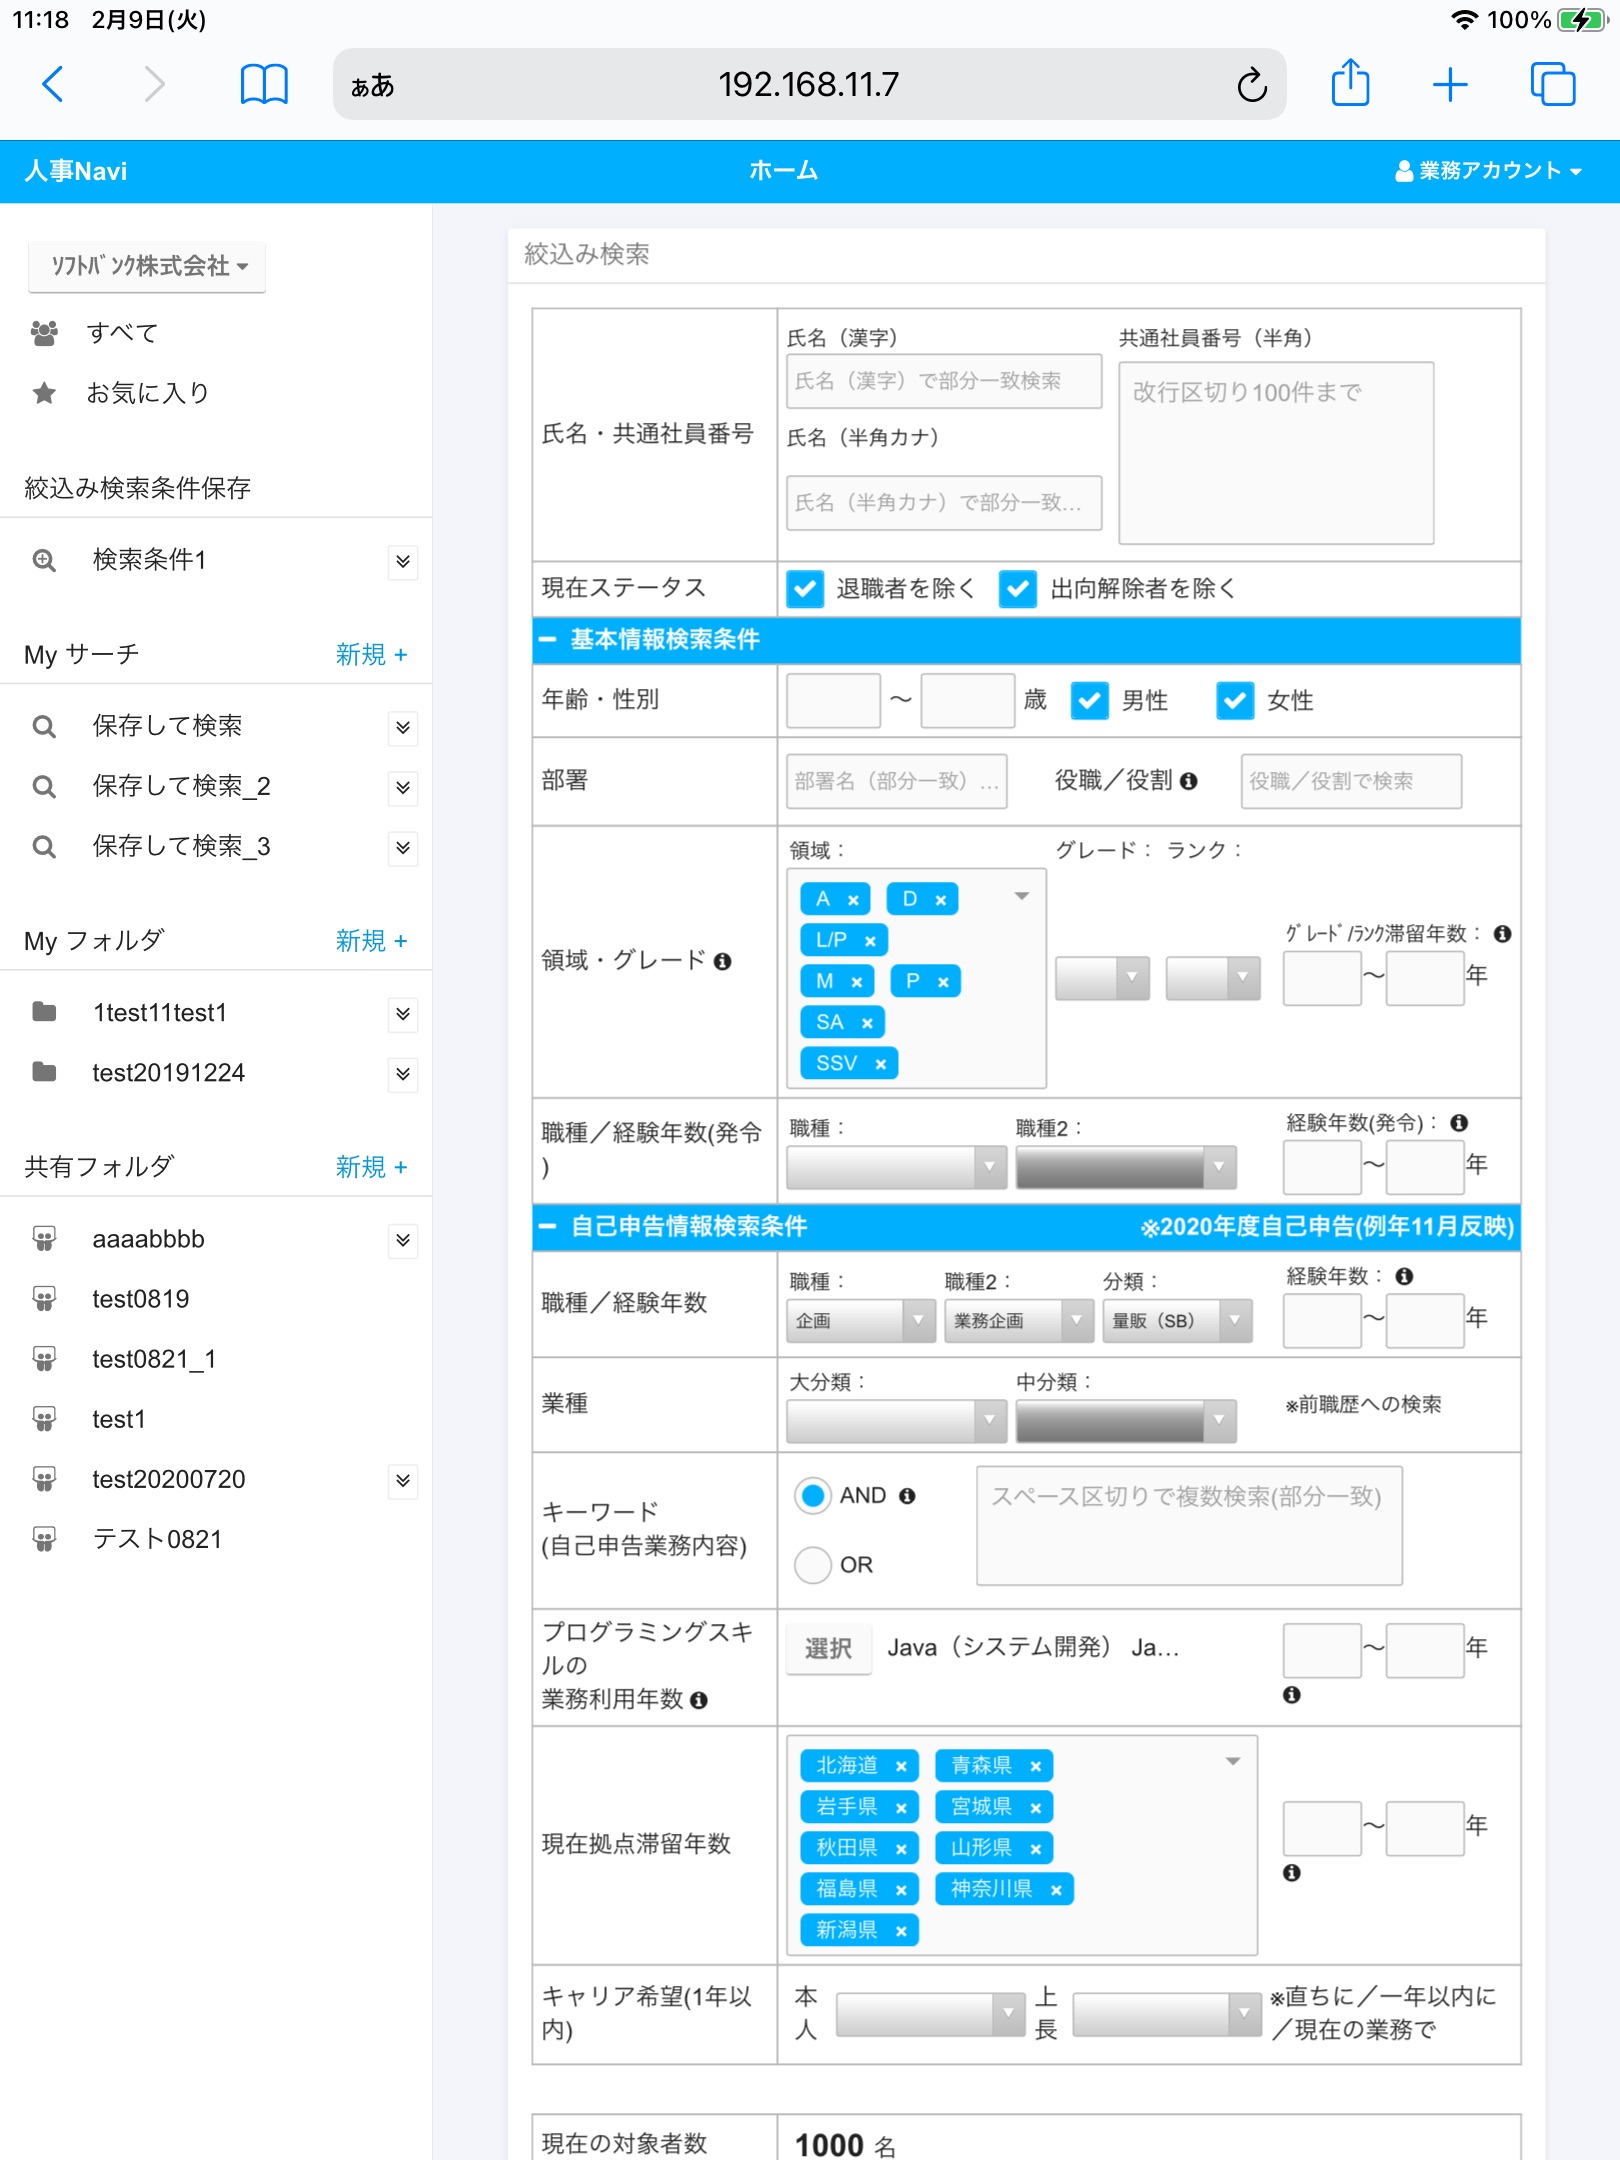 11:18 2月9日(火)
100%
ぁあ
192.168.11.7
人事Navi
ホーム
業務アカウント
ｿﾌﾄﾊﾞﾝｸ株式会社
すべて
お気に入り
絞込み検索条件保存
検索条件1
My サーチ 新規 +
保存して検索
保存して検索_2
保存して検索_3
My フォルダ 新規 +
1test11test1
test20191224
共有フォルダ 新規 +
aaaabbbb
test0819
test0821_1
test1
test20200720
テスト0821
絞込み検索
氏名・共通社員番号
氏名（漢字）
氏名（漢字）で部分一致検索
氏名（半角カナ）
氏名（半角カナ）で部分一致…
共通社員番号（半角）
改行区切り100件まで
現在ステータス
退職者を除く 出向解除者を除く
基本情報検索条件
年齢・性別
～ 歳 男性 女性
部署
部署名（部分一致）…
役職／役割
役職／役割で検索
領域・グレード
領域：
A × D ×
L/P ×
M × P ×
SA ×
SSV ×
グレード： ランク：
ｸﾞﾚｰﾄﾞ/ﾗﾝｸ滞留年数：
～ 年
職種／経験年数(発令
)
職種： 職種2：
経験年数(発令)：
～ 年
自己申告情報検索条件 ※2020年度自己申告(例年11月反映)
職種／経験年数
職種： 職種2： 分類：
企画 業務企画 量販（SB）
経験年数：
～ 年
業種
大分類： 中分類：
※前職歴への検索
キーワード
(自己申告業務内容)
AND
OR
スペース区切りで複数検索(部分一致)
プログラミングスキ
ルの
業務利用年数
選択 Java（システム開発） Ja…
～ 年
現在拠点滞留年数
北海道 × 青森県 ×
岩手県 × 宮城県 ×
秋田県 × 山形県 ×
福島県 × 神奈川県 ×
新潟県 ×
～ 年
キャリア希望(1年以
内)
本
人
上
長
※直ちに／一年以内に
／現在の業務で
現在の対象者数
1000 名